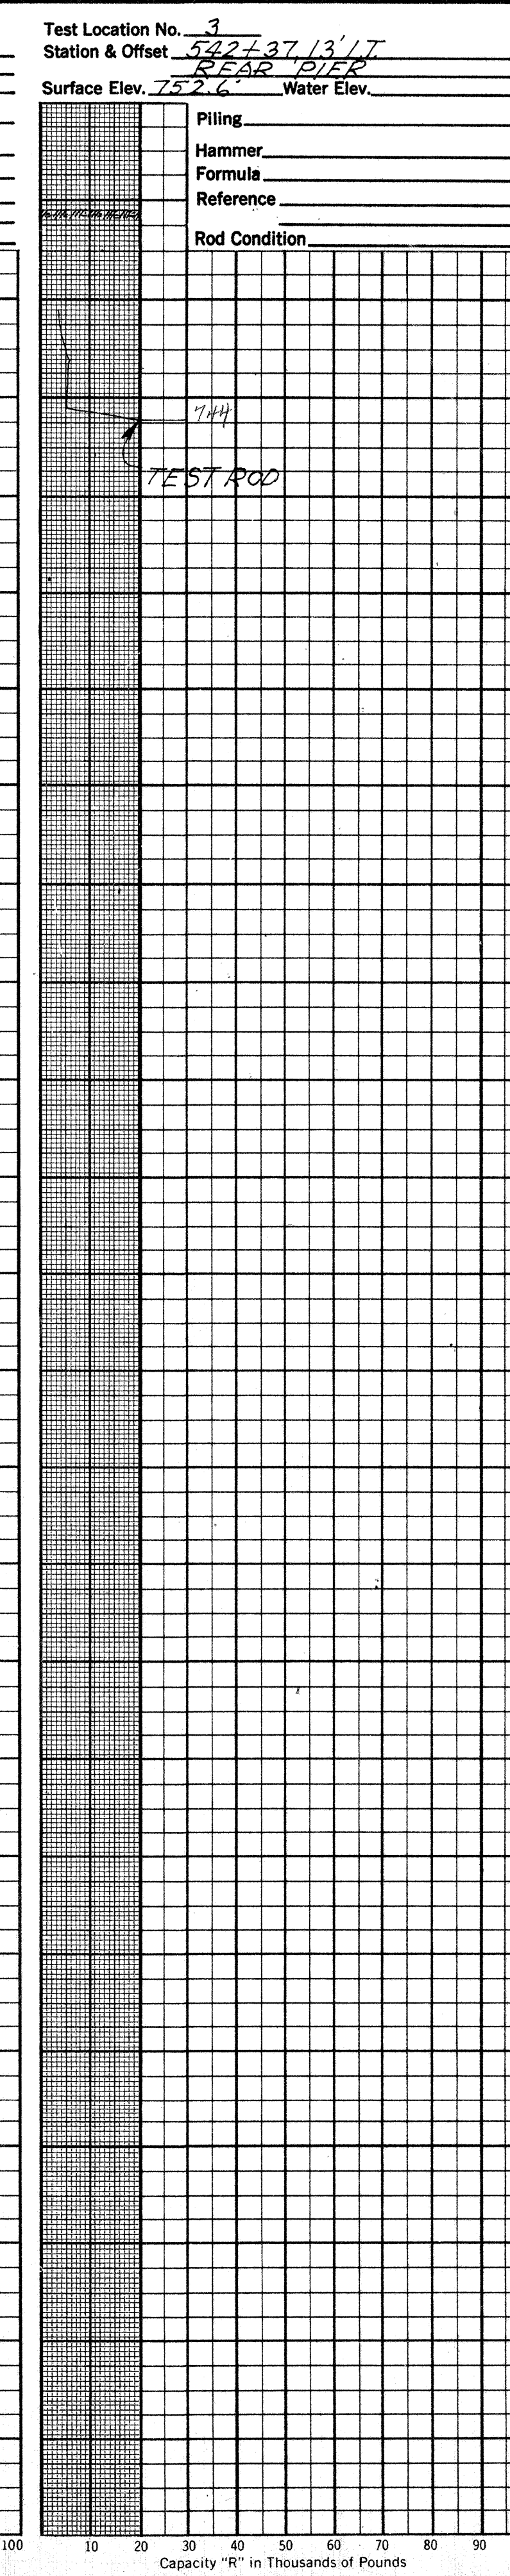 Test Location No. 3
Station & Offset 542+37, 13' LT.
REAR PIER
Surface Elev. 752.6' Water Elev.
Piling
Hammer
Formula
Reference
Rod Condition
744
TEST ROD
100 10 20 30 40 50 60 70 80 90
Capacity "R" in Thousands of Pounds